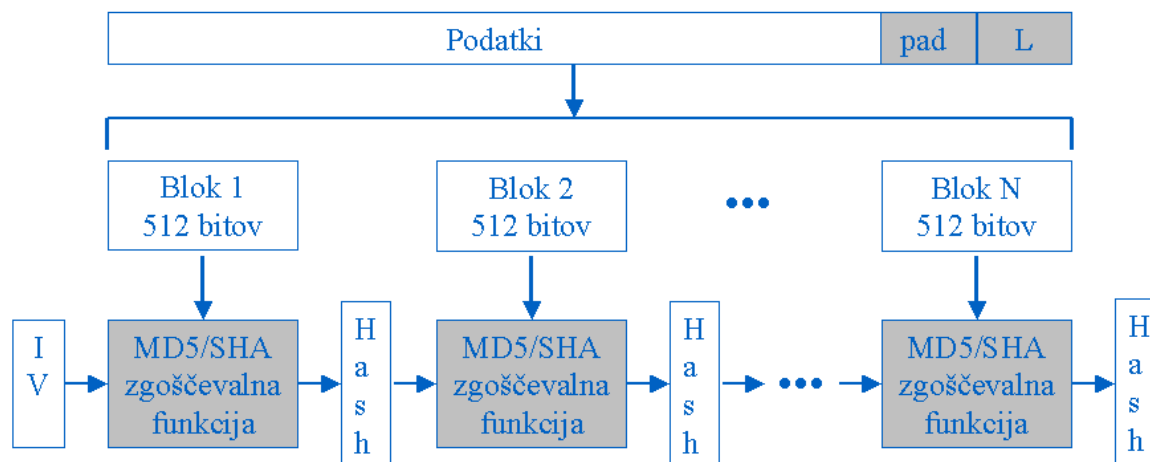 Podatki pad L
Blok 1
512 bitov
Blok 2
512 bitov
•••
Blok N
512 bitov
I
V
MD5/SHA
zgoščevalna
funkcija
H
a
s
h
MD5/SHA
zgoščevalna
funkcija
H
a
s
h
•••
MD5/SHA
zgoščevalna
funkcija
H
a
s
h